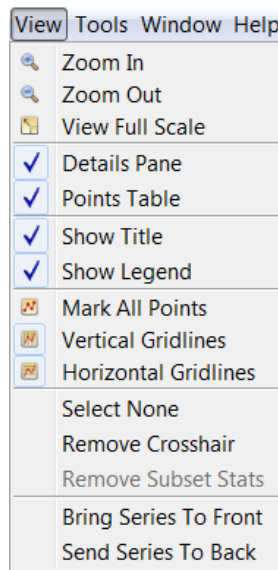 View Tools Window Help
Zoom In
Zoom Out
View Full Scale
Details Pane
Points Table
Show Title
Show Legend
Mark All Points
Vertical Gridlines
Horizontal Gridlines
Select None
Remove Crosshair
Remove Subset Stats
Bring Series To Front
Send Series To Back